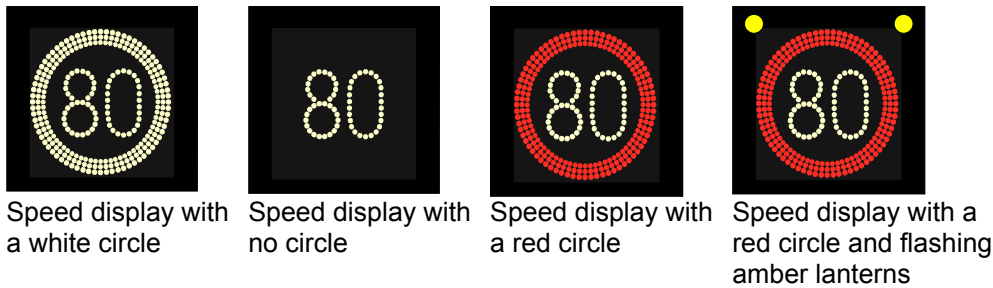 80
80
80
80
Speed display with
a white circle
Speed display with
no circle
Speed display with
a red circle
Speed display with a
red circle and flashing
amber lanterns